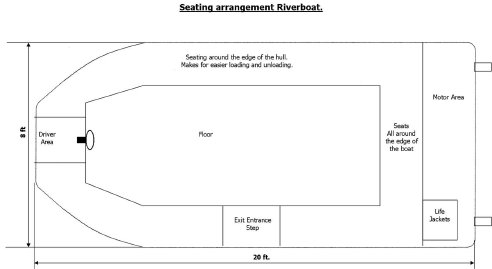 Seating arrangement Riverboat.
Seating around the edge of the hull.
Makes for easier loading and unloading.
Motor Area
8 ft
Driver
Area
Floor
Seats
All around
the edge of
the boat
Exit Entrance
Step
Life
Jackets
20 ft.